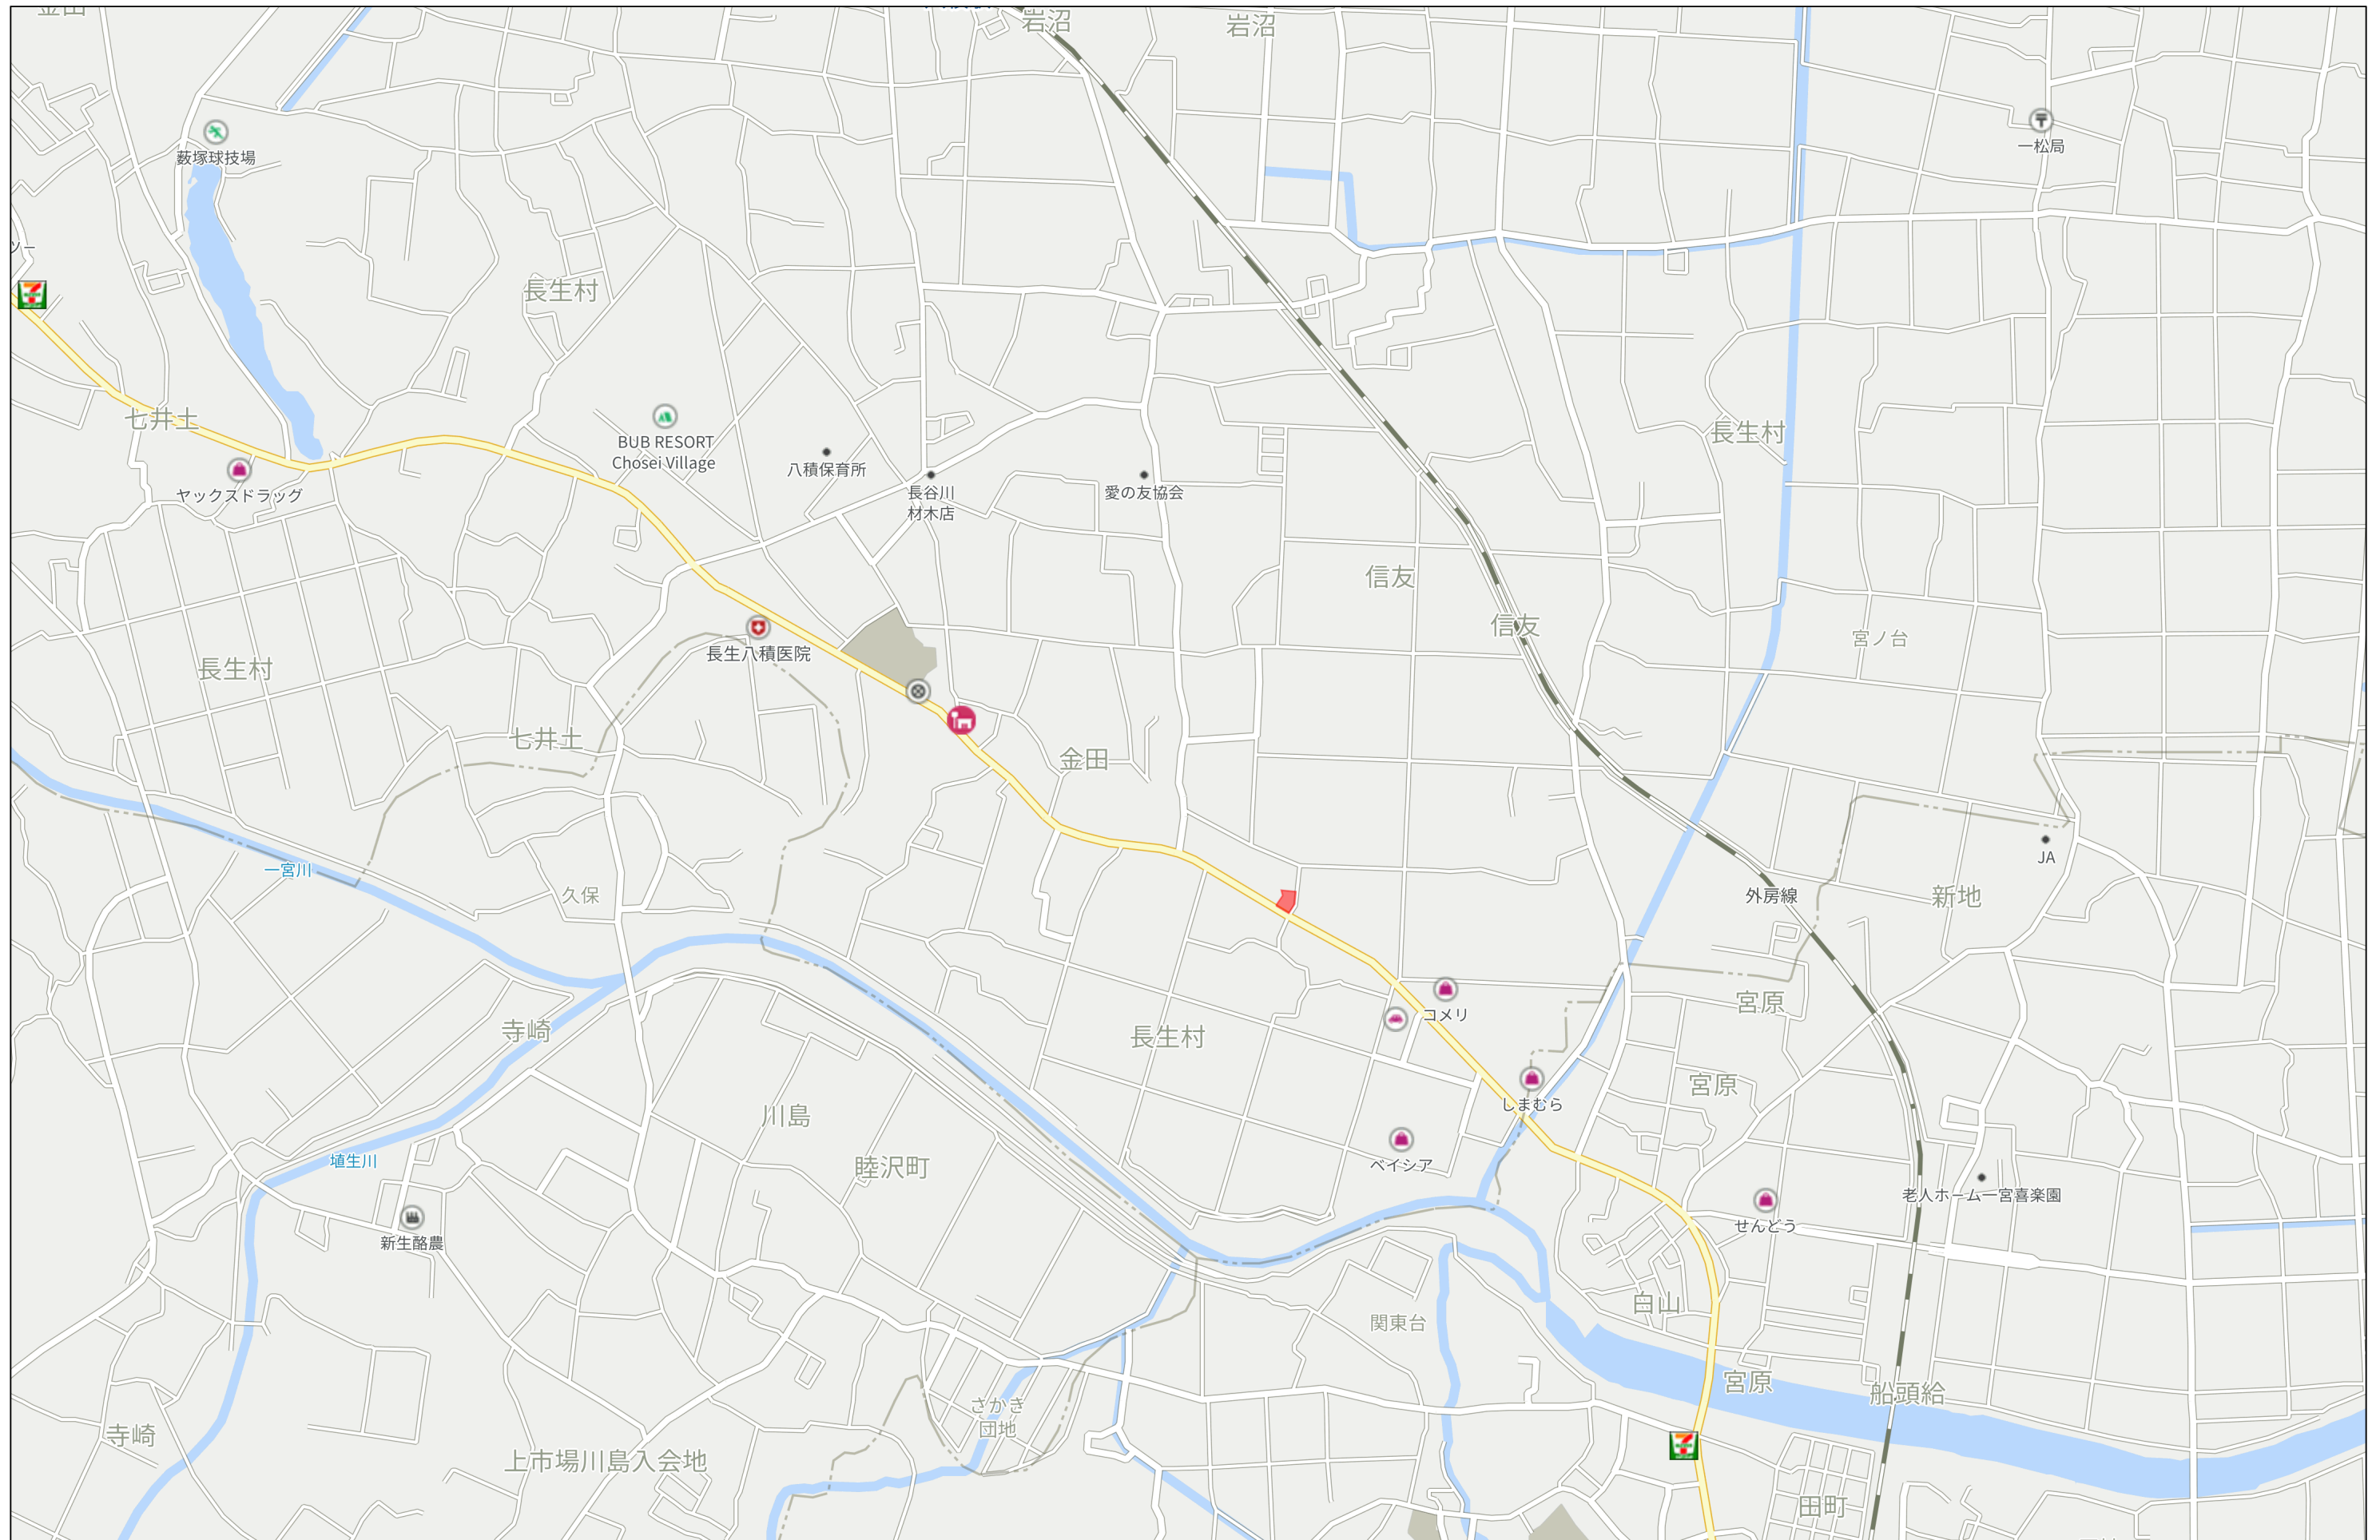 岩沼
岩沼
薮塚球技場
一松局
長生村
七井土
BUB RESORT
Chosei Village
長生村
ヤックスドラッグ
八積保育所
長谷川
材木店
愛の友協会
信友
信友
宮ノ台
長生八積医院
長生村
七井土
金田
JA
一宮川
久保
外房線
新地
宮原
寺崎
コメリ
長生村
宮原
しまむら
川島
睦沢町
埴生川
ベイシア
老人ホーム一宮喜楽園
せんどう
新生酪農
白山
関東台
宮原
船頭給
さかき
団地
寺崎
上市場川島入会地
田町